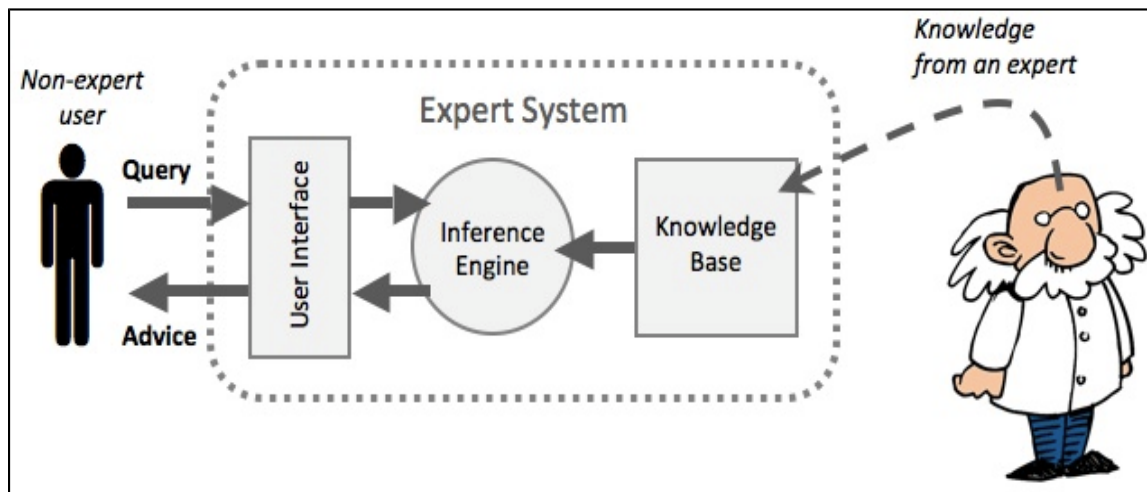 Knowledge
from an expert
Non-expert
user
Expert System
Query
User Interface
Inference
Engine
Knowledge
Base
Advice